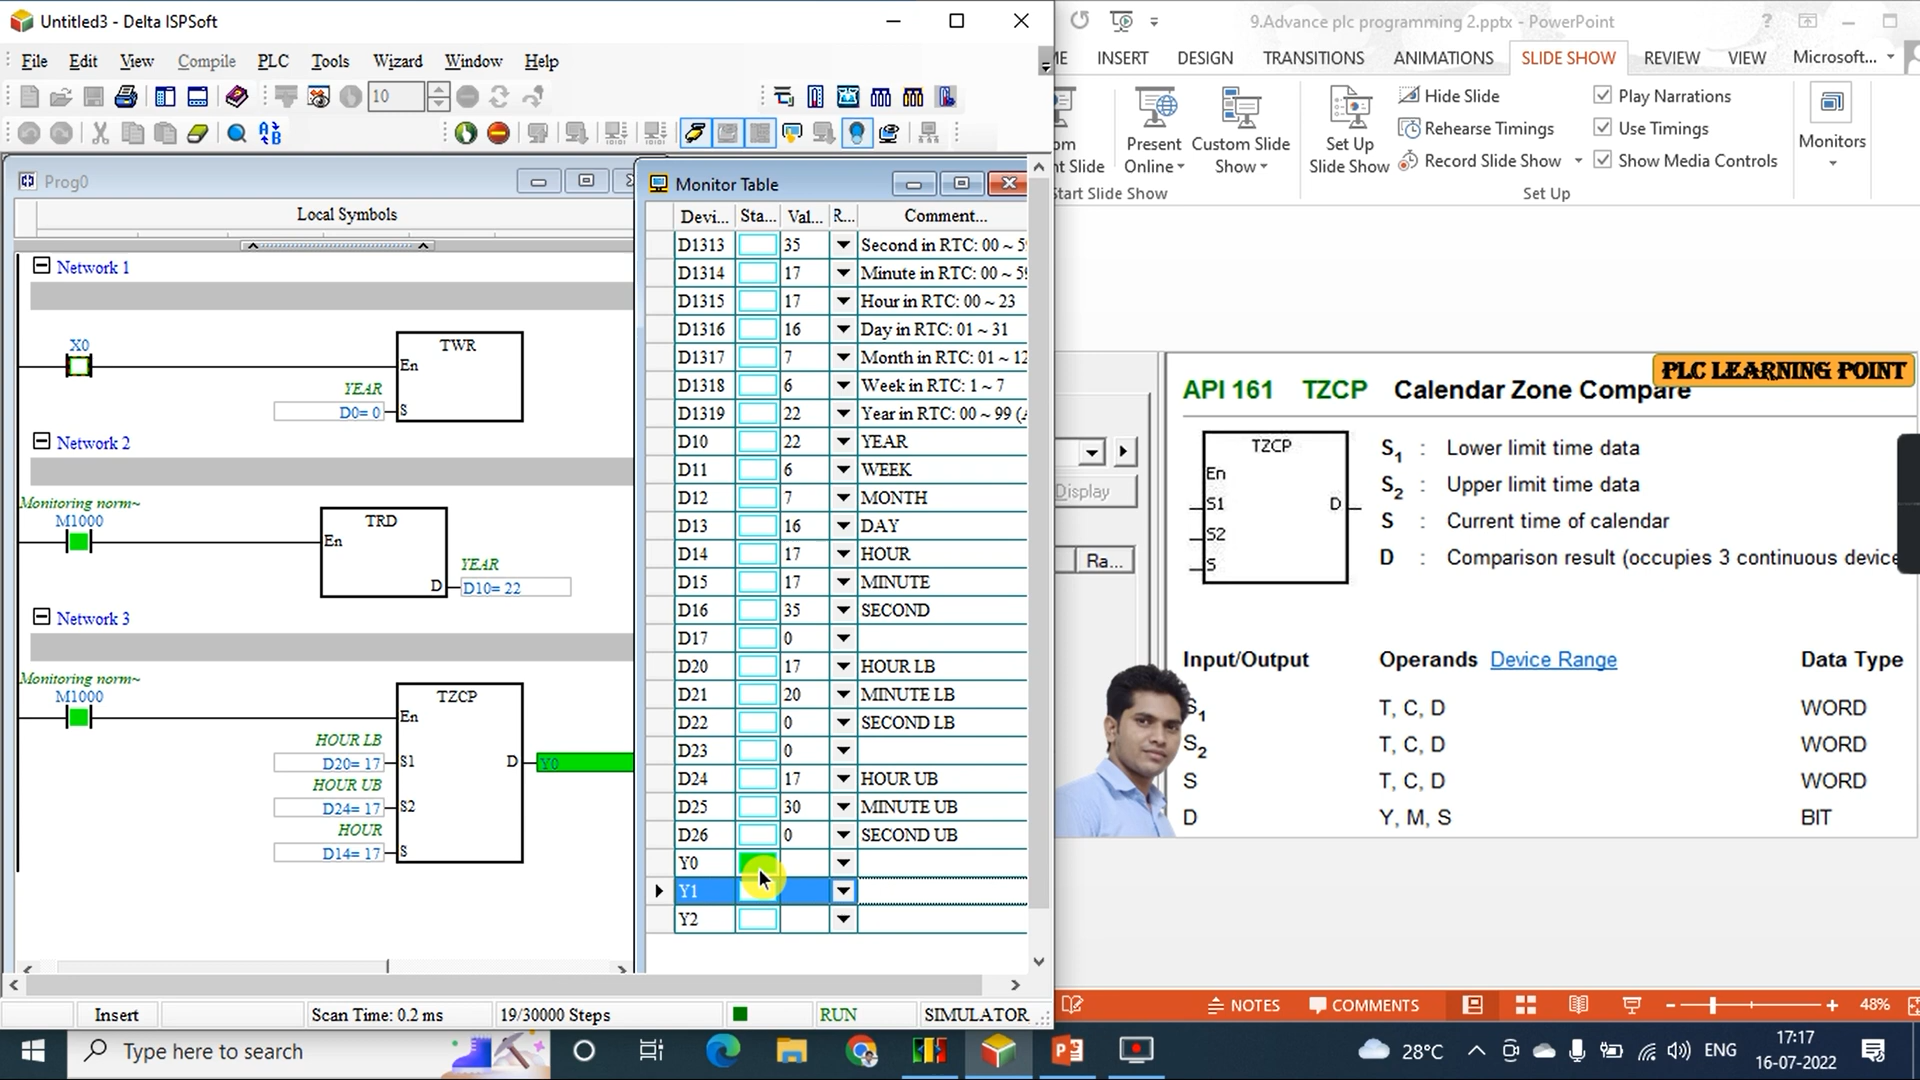 Untitled3 - Delta ISPSoft
File Edit View Compile PLC Tools Wizard Window Help
10
Prog0
Local Symbols
Network 1
X0
TWR
En
YEAR
D0= 0
S
Network 2
Monitoring norm~
M1000
TRD
En
YEAR
D
D10= 22
Network 3
Monitoring norm~
M1000
TZCP
En
HOUR LB
D20= 17
S1
D
Y0
HOUR UB
D24= 17
S2
HOUR
D14= 17
S
Monitor Table
Devi... Sta... Val... R... Comment...
D1313 35 Second in RTC: 00 ~ 5
D1314 17 Minute in RTC: 00 ~ 5
D1315 17 Hour in RTC: 00 ~ 23
D1316 16 Day in RTC: 01 ~ 31
D1317 7 Month in RTC: 01 ~ 12
D1318 6 Week in RTC: 1 ~ 7
D1319 22 Year in RTC: 00 ~ 99 (
D10 22 YEAR
D11 6 WEEK
D12 7 MONTH
D13 16 DAY
D14 17 HOUR
D15 17 MINUTE
D16 35 SECOND
D17 0
D20 17 HOUR LB
D21 20 MINUTE LB
D22 0 SECOND LB
D23 0
D24 17 HOUR UB
D25 30 MINUTE UB
D26 0 SECOND UB
Y0
Y1
Y2
Insert Scan Time: 0.2 ms 19/30000 Steps RUN SIMULATOR
9.Advance plc programming 2.pptx - PowerPoint
ME INSERT DESIGN TRANSITIONS ANIMATIONS SLIDE SHOW REVIEW VIEW Microsoft...
om
nt Slide
Present
Online
Custom Slide
Show
Set Up
Slide Show
Hide Slide
Rehearse Timings
Record Slide Show
Play Narrations
Use Timings
Show Media Controls
Monitors
Start Slide Show
Set Up
Display
Ra...
PLC LEARNING POINT
API 161 TZCP Calendar Zone Compare
TZCP
En
S1
S2
S
D
S1 : Lower limit time data
S2 : Upper limit time data
S : Current time of calendar
D : Comparison result (occupies 3 continuous device
Input/Output Operands Device Range Data Type
S1 T, C, D WORD
S2 T, C, D WORD
S T, C, D WORD
D Y, M, S BIT
NOTES COMMENTS 48%
Type here to search
28°C
ENG
17:17
16-07-2022